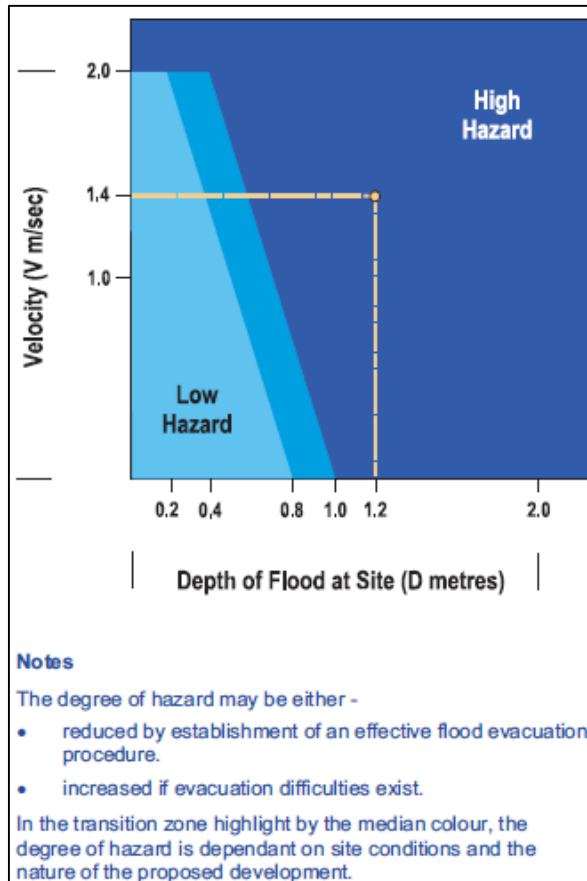 2.0
High
Hazard
1.4
Velocity (V m/sec)
1.0
Low
Hazard
0.2 0,4 0.8 1.0 1.2 2.0
Depth of Flood at Site (D metres)
Notes
The degree of hazard may be either -
• reduced by establishment of an effective flood evacuation
procedure.
• increased if evacuation difficulties exist.
In the transition zone highlight by the median colour, the
degree of hazard is dependant on site conditions and the
nature of the proposed development.